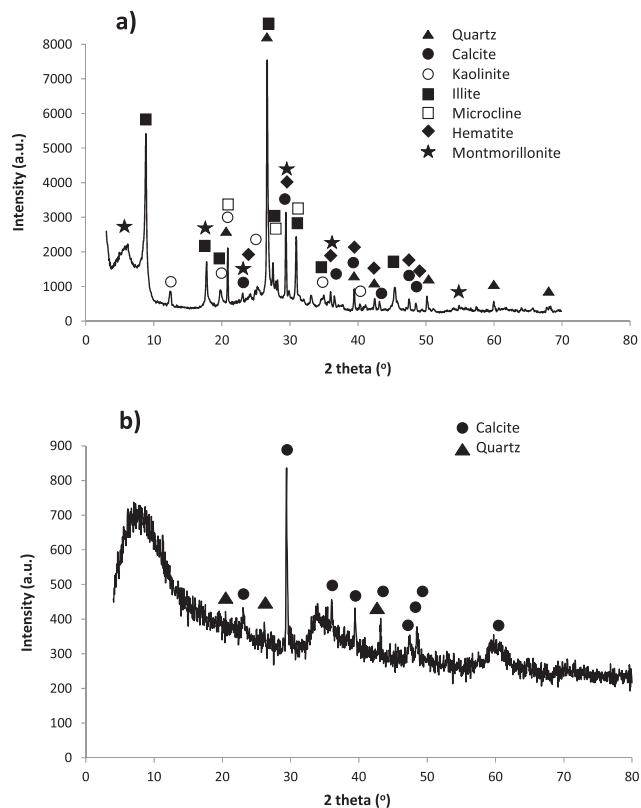 a)
Quartz
Calcite
Kaolinite
Illite
Microcline
Hematite
Montmorillonite
8000
7000
6000
5000
4000
3000
2000
1000
0
Intensity (a.u.)
0 10 20 30 40 50 60 70 80
2 theta (o)
b)
Calcite
Quartz
900
800
700
600
500
400
300
200
100
0
Intensity (a.u.)
0 10 20 30 40 50 60 70 80
2 theta (o)